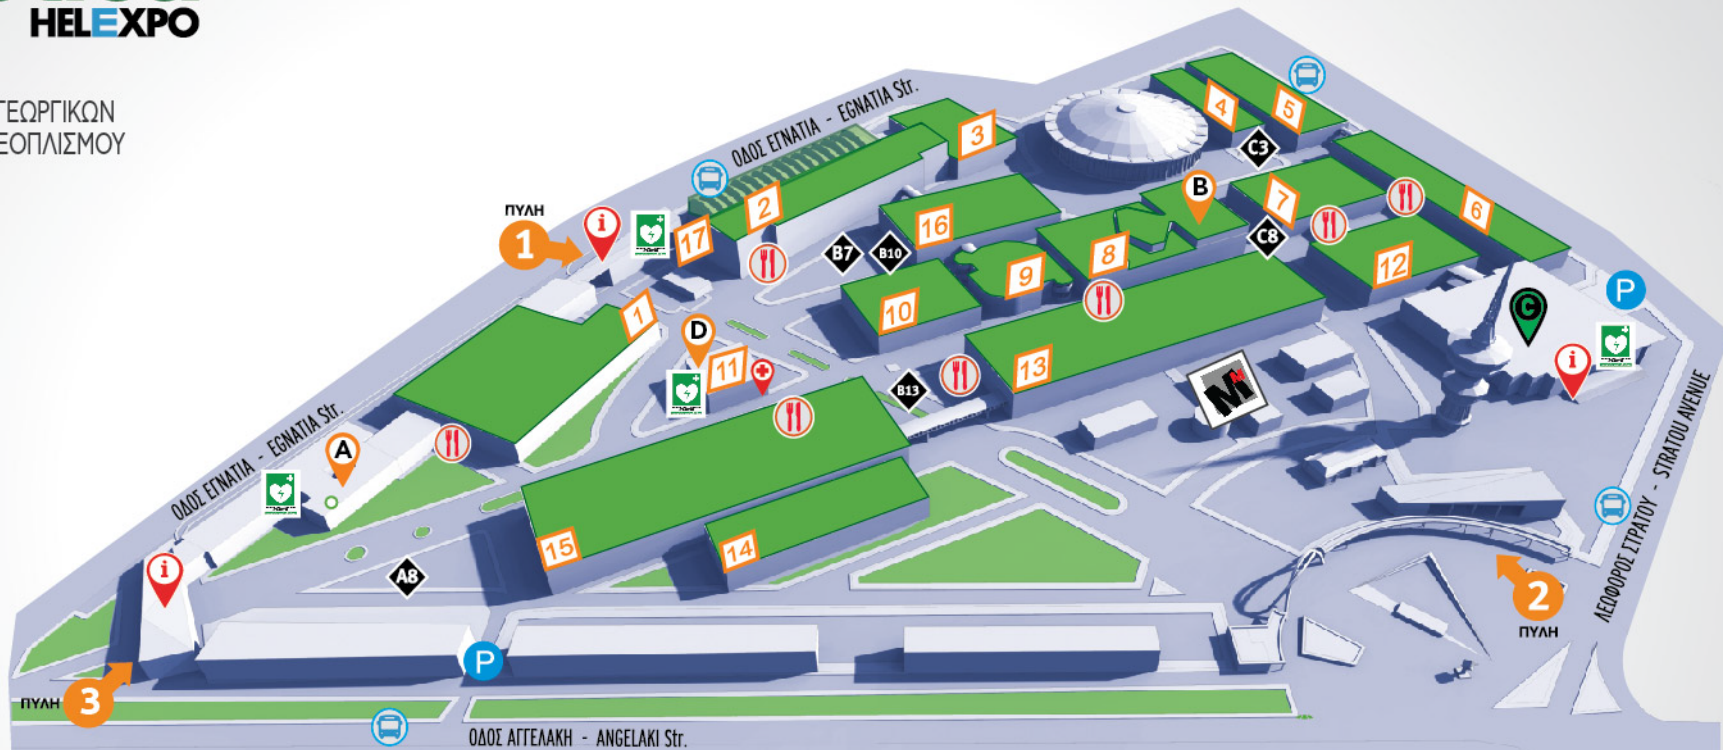 HELEXPO
ΓΕΩΡΓΙΚΩΝ
ΕΟΠΛΙΣΜΟΥ
ΟΔΟΣ ΕΓΝΑΤΙΑ - EGNATIA Str.
4
5
3
C3
B
7
6
2
16
17
ΠΥΛΗ
1
i
B7
B10
C8
8
12
9
P
10
G
1
D
11
13
i
B13
M
ΟΔΟΣ ΕΓΝΑΤΙΑ - EGNATIA Str.
A
ΛΕΩΦΟΡΟΣ ΣΤΡΑΤΟΥ - STRATOU AVENUE
15
14
i
A8
2
ΠΥΛΗ
P
ΠΥΛΗ
3
ΟΔΟΣ ΑΓΓΕΛΑΚΗ - ANGELAKI Str.